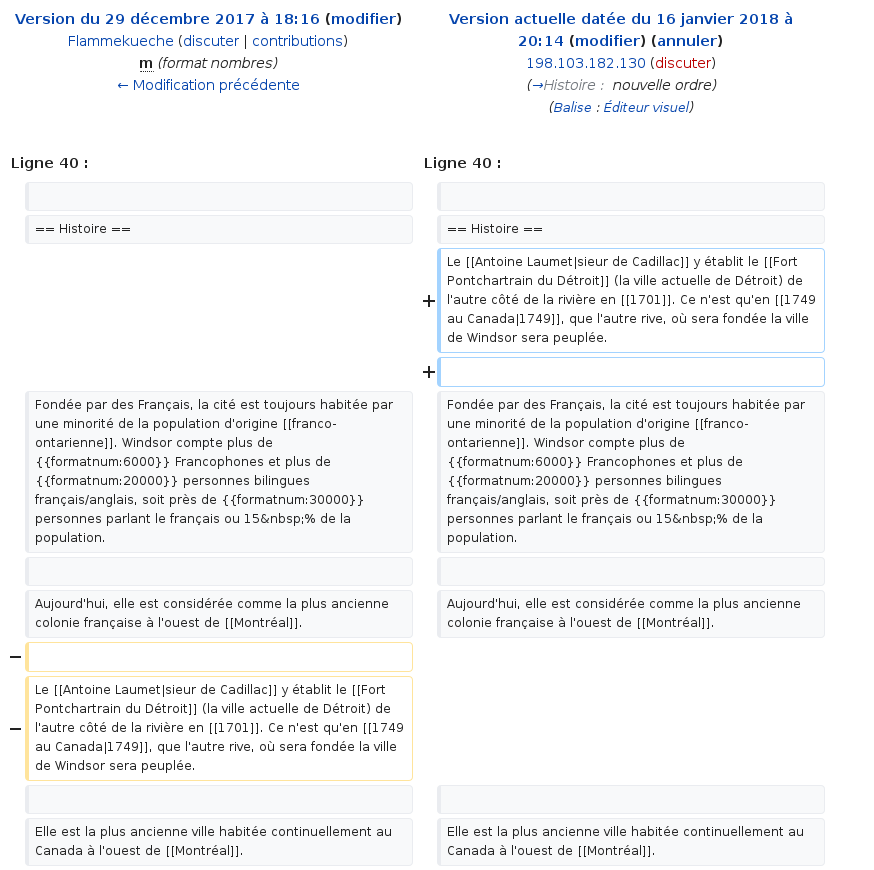 Version du 29 décembre 2017 à 18:16 (modifier)
Flammekueche (discuter | contributions)
m (format nombres)
← Modification précédente
Version actuelle datée du 16 janvier 2018 à
20:14 (modifier) (annuler)
198.103.182.130 (discuter)
(→Histoire : nouvelle ordre)
(Balise : Éditeur visuel)
Ligne 40 :
Ligne 40 :
== Histoire ==
== Histoire ==
+
Le [[Antoine Laumet|sieur de Cadillac]] y établit le [[Fort
Pontchartrain du Détroit]] (la ville actuelle de Détroit) de
l'autre côté de la rivière en [[1701]]. Ce n'est qu'en [[1749
au Canada|1749]], que l'autre rive, où sera fondée la ville
de Windsor sera peuplée.
+
Fondée par des Français, la cité est toujours habitée par
une minorité de la population d'origine [[franco-
ontarienne]]. Windsor compte plus de
{{formatnum:6000}} Francophones et plus de
{{formatnum:20000}} personnes bilingues
français/anglais, soit près de {{formatnum:30000}}
personnes parlant le français ou 15&nbsp;% de la
population.
Fondée par des Français, la cité est toujours habitée par
une minorité de la population d'origine [[franco-
ontarienne]]. Windsor compte plus de
{{formatnum:6000}} Francophones et plus de
{{formatnum:20000}} personnes bilingues
français/anglais, soit près de {{formatnum:30000}}
personnes parlant le français ou 15&nbsp;% de la
population.
Aujourd'hui, elle est considérée comme la plus ancienne
colonie française à l'ouest de [[Montréal]].
Aujourd'hui, elle est considérée comme la plus ancienne
colonie française à l'ouest de [[Montréal]].
−
−
Le [[Antoine Laumet|sieur de Cadillac]] y établit le [[Fort
Pontchartrain du Détroit]] (la ville actuelle de Détroit) de
l'autre côté de la rivière en [[1701]]. Ce n'est qu'en [[1749
au Canada|1749]], que l'autre rive, où sera fondée la ville
de Windsor sera peuplée.
Elle est la plus ancienne ville habitée continuellement au
Canada à l'ouest de [[Montréal]].
Elle est la plus ancienne ville habitée continuellement au
Canada à l'ouest de [[Montréal]].